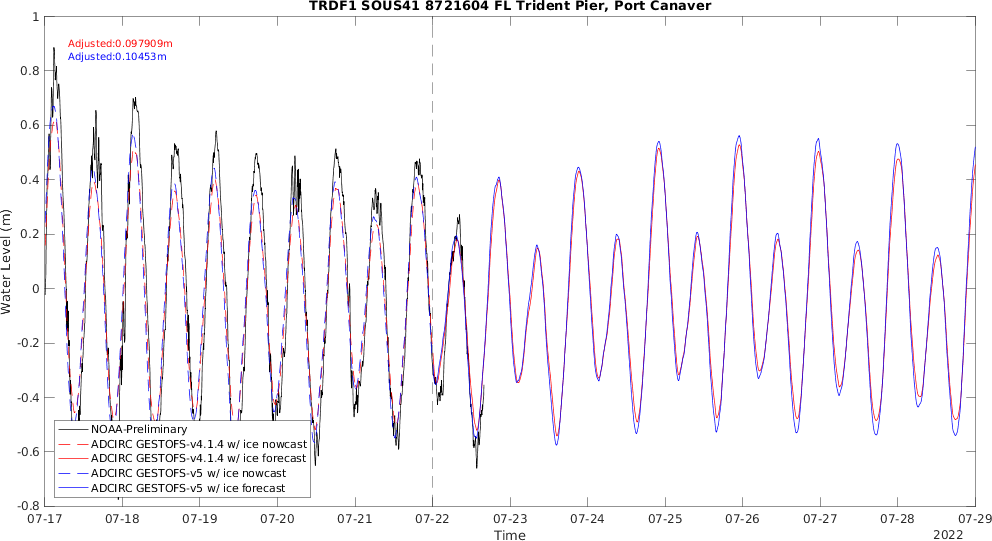 TRDF1 SOUS41 8721604 FL Trident Pier, Port Canaver
Adjusted:0.097909m
Adjusted:0.10453m
Water Level (m)
1
0.8
0.6
0.4
0.2
0
-0.2
-0.4
-0.6
-0.8
NOAA-Preliminary
ADCIRC GESTOFS-v4.1.4 w/ ice nowcast
ADCIRC GESTOFS-v4.1.4 w/ ice forecast
ADCIRC GESTOFS-v5 w/ ice nowcast
ADCIRC GESTOFS-v5 w/ ice forecast
07-17 07-18 07-19 07-20 07-21 07-22 07-23 07-24 07-25 07-26 07-27 07-28 07-29
Time
2022